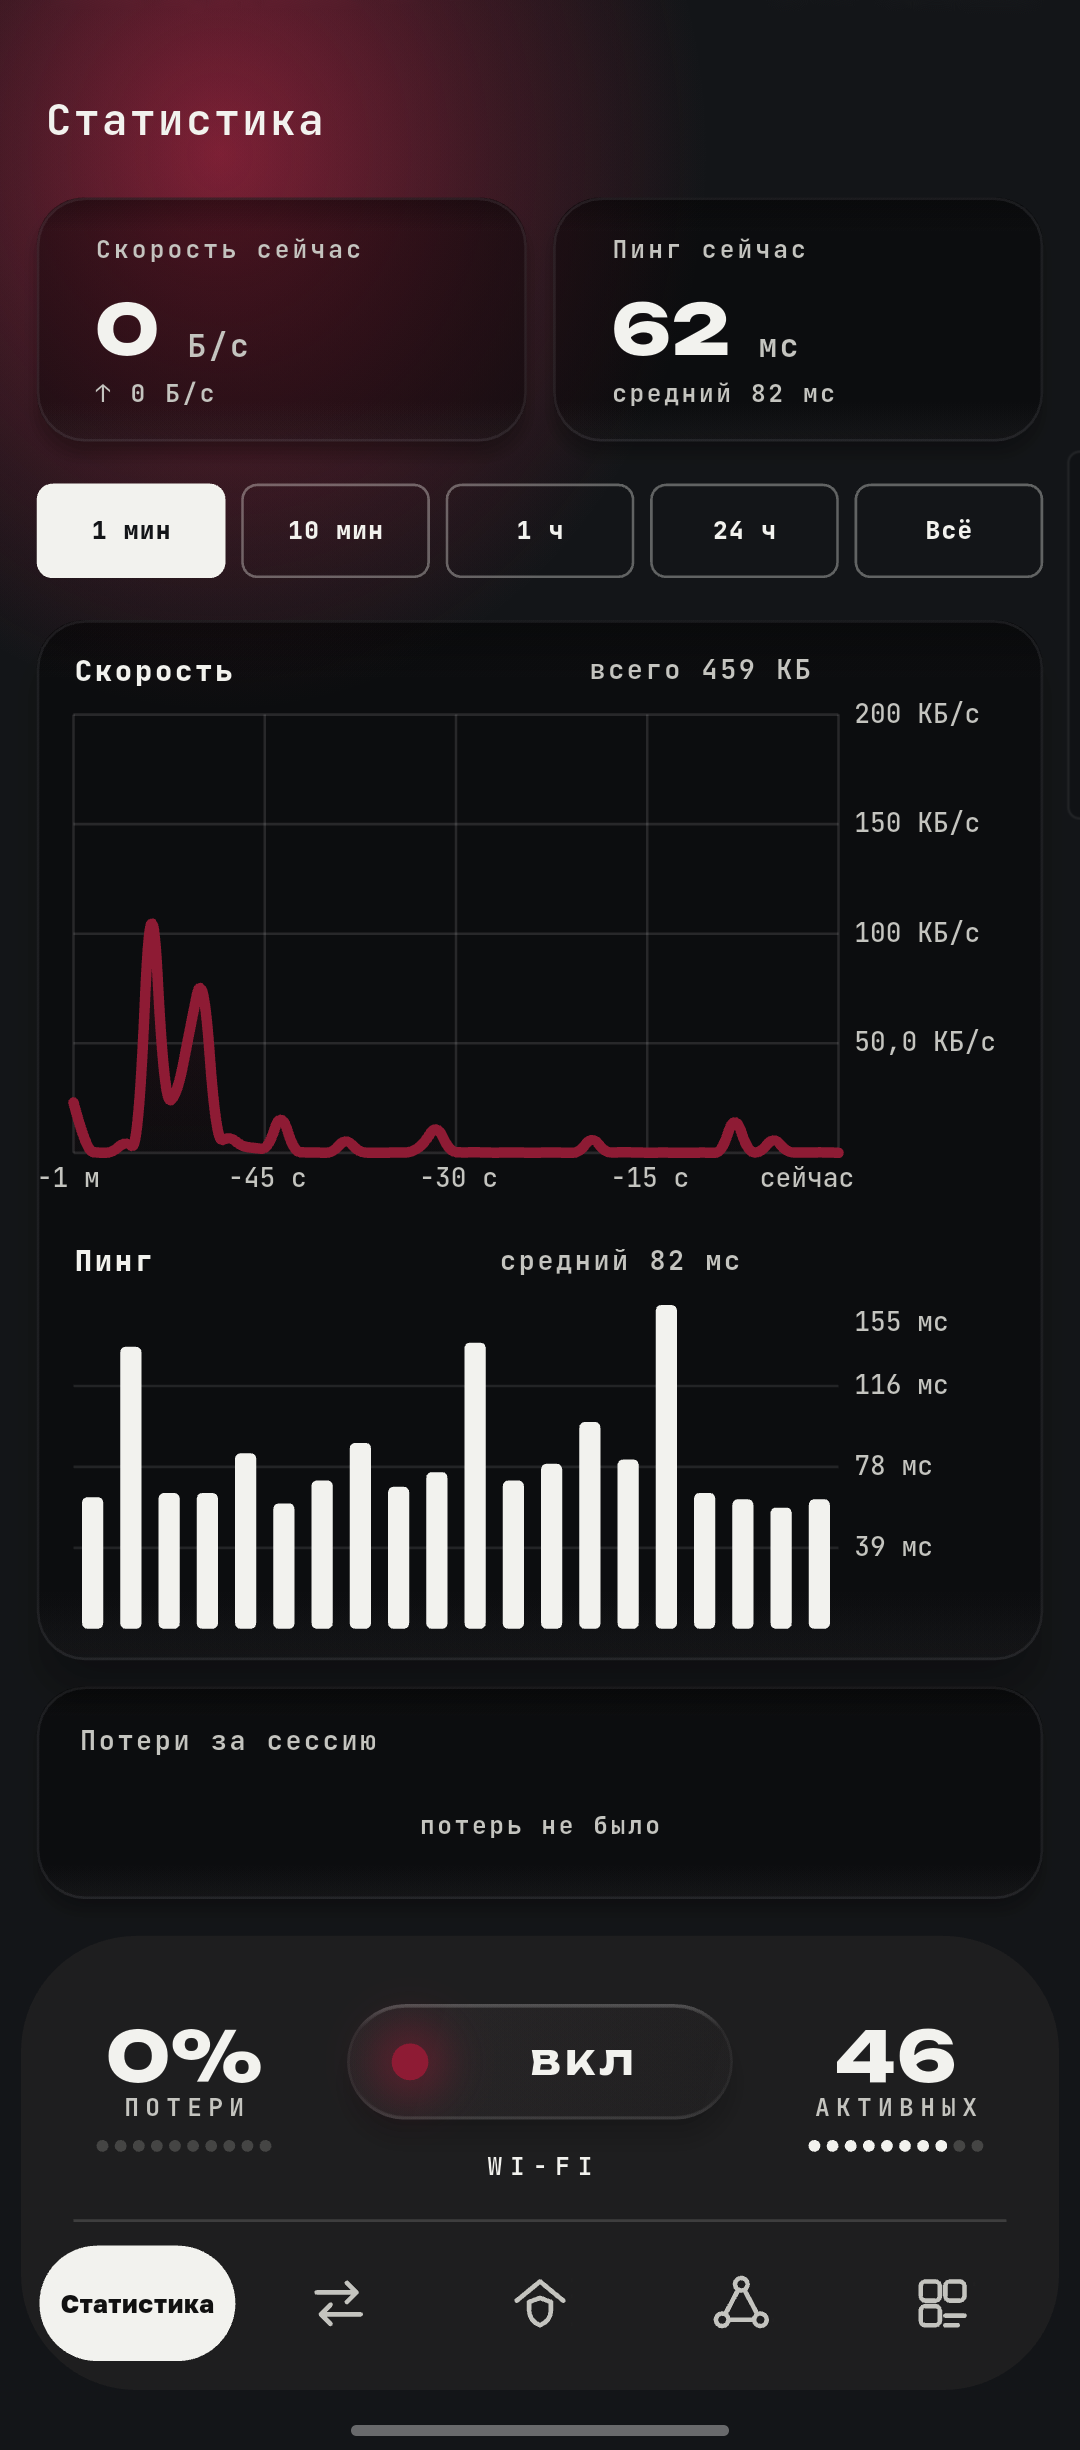 Статистика
Скорость сейчас
0 Б/с
↑ 0 Б/с
Пинг сейчас
62 мс
средний 82 мс
1 мин
10 мин
1 ч
24 ч
Всё
Скорость
всего 459 КБ
200 КБ/с
150 КБ/с
100 КБ/с
50,0 КБ/с
-1 м
-45 с
-30 с
-15 с
сейчас
Пинг
средний 82 мс
155 мс
116 мс
78 мс
39 мс
Потери за сессию
потерь не было
0%
ПОТЕРИ
вкл
WI-FI
46
АКТИВНЫХ
Статистика